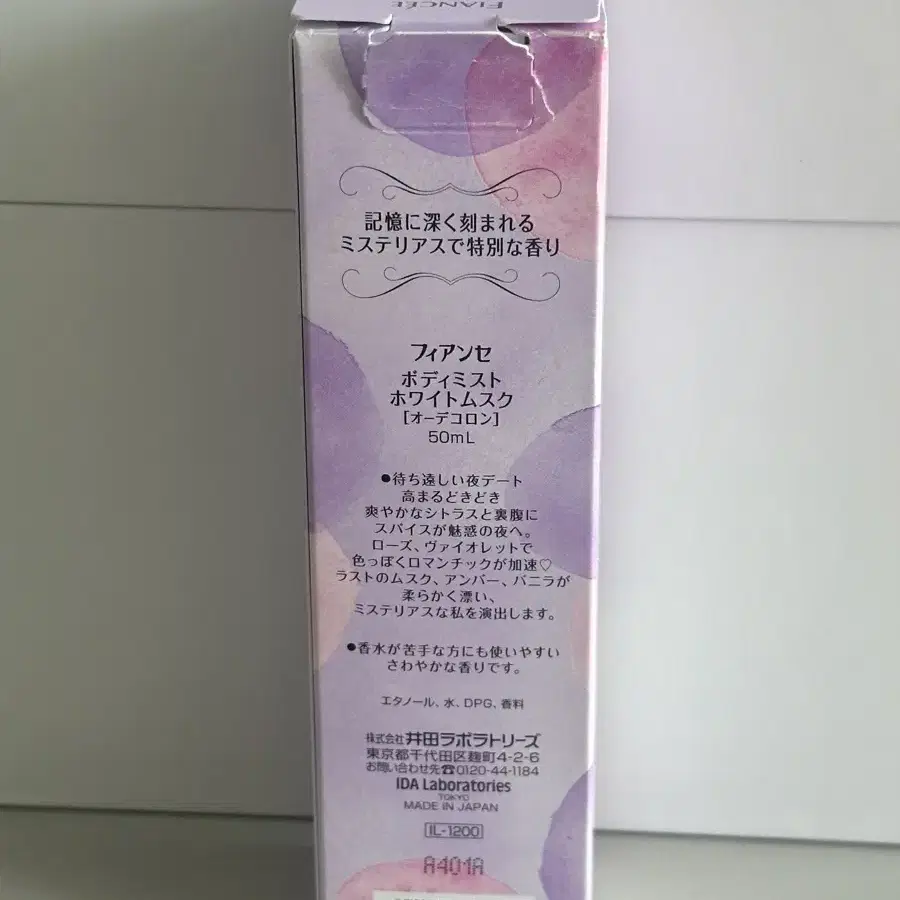 FIANCÉE
記憶に深く刻まれる
ミステリアスで特別な香り
フィアンセ
ボディミスト
ホワイトムスク
[オーデコロン]
50mL
●待ち遠しい夜デート
高まるどきどき
爽やかなシトラスと裏腹に
スパイスが魅惑の夜へ。
ローズ、ヴァイオレットで
色っぽくロマンチックが加速♡
ラストのムスク、アンバー、バニラが
柔らかく漂い、
ミステリアスな私を演出します。
●香水が苦手な方にも使いやすい
さわやかな香りです。
エタノール、水、DPG、香料
株式会社 井田ラボラトリーズ
東京都千代田区麹町4-2-6
お問い合わせ先☎0120-44-1184
IDA Laboratories
TOKYO
MADE IN JAPAN
IL-1200
A401A